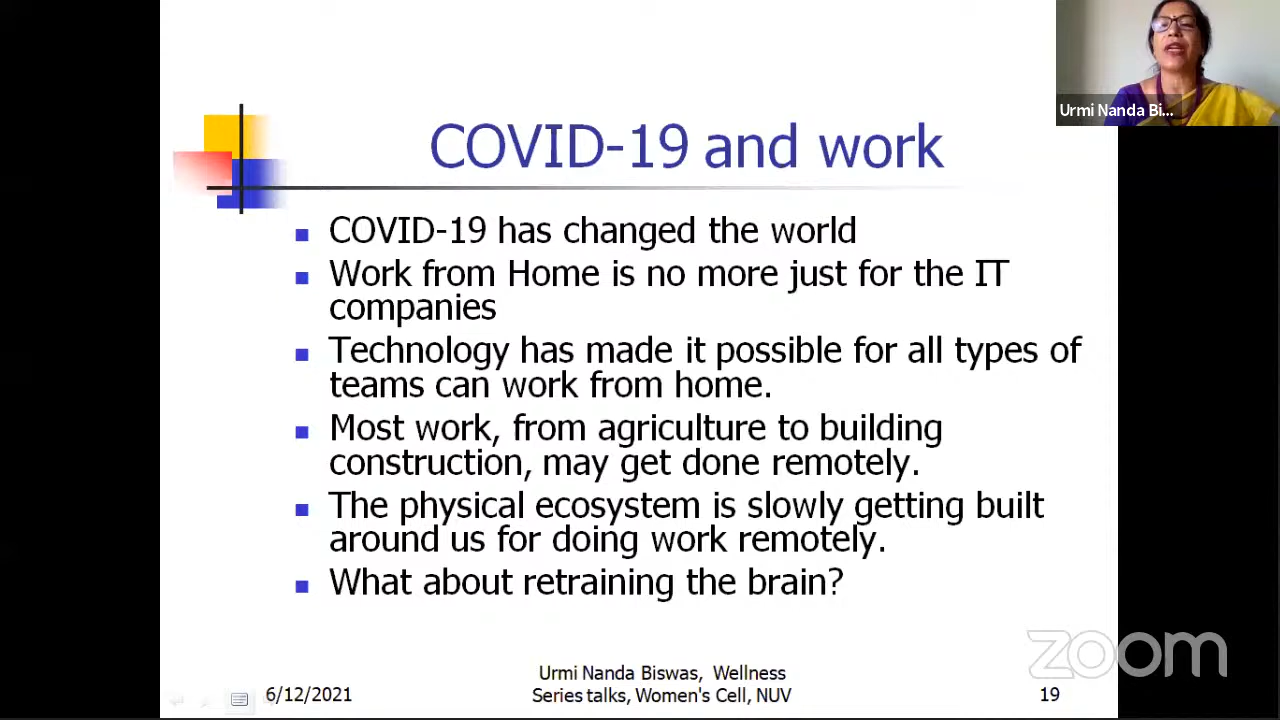 Urmi Nanda Bi...
COVID-19 and work
COVID-19 has changed the world
Work from Home is no more just for the IT
companies
Technology has made it possible for all types of
teams can work from home.
Most work, from agriculture to building
construction, may get done remotely.
The physical ecosystem is slowly getting built
around us for doing work remotely.
What about retraining the brain?
zoom
6/12/2021
Urmi Nanda Biswas, Wellness
Series talks, Women's Cell, NUV
19